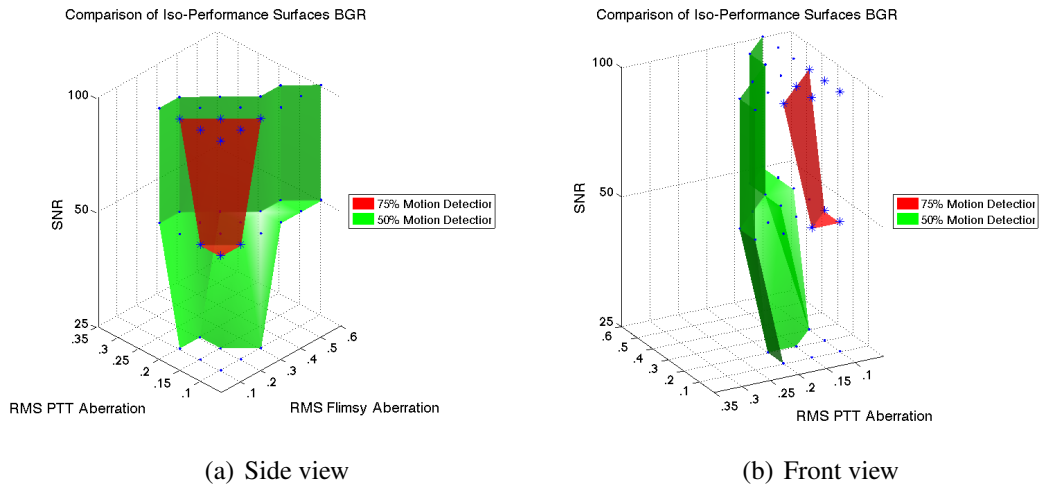 Comparison of Iso-Performance Surfaces BGR
100
50
25
SNR
.35
.3
.25
.2
.15
.1
RMS PTT Aberration
.1
.2
.3
.4
.5
.6
RMS Flimsy Aberration
75% Motion Detection
50% Motion Detection
(a) Side view
Comparison of Iso-Performance Surfaces BGR
100
50
25
SNR
.6
.5
.4
.3
.2
.1
.35
.3
.25
.2
.15
.1
RMS PTT Aberration
75% Motion Detection
50% Motion Detection
(b) Front view